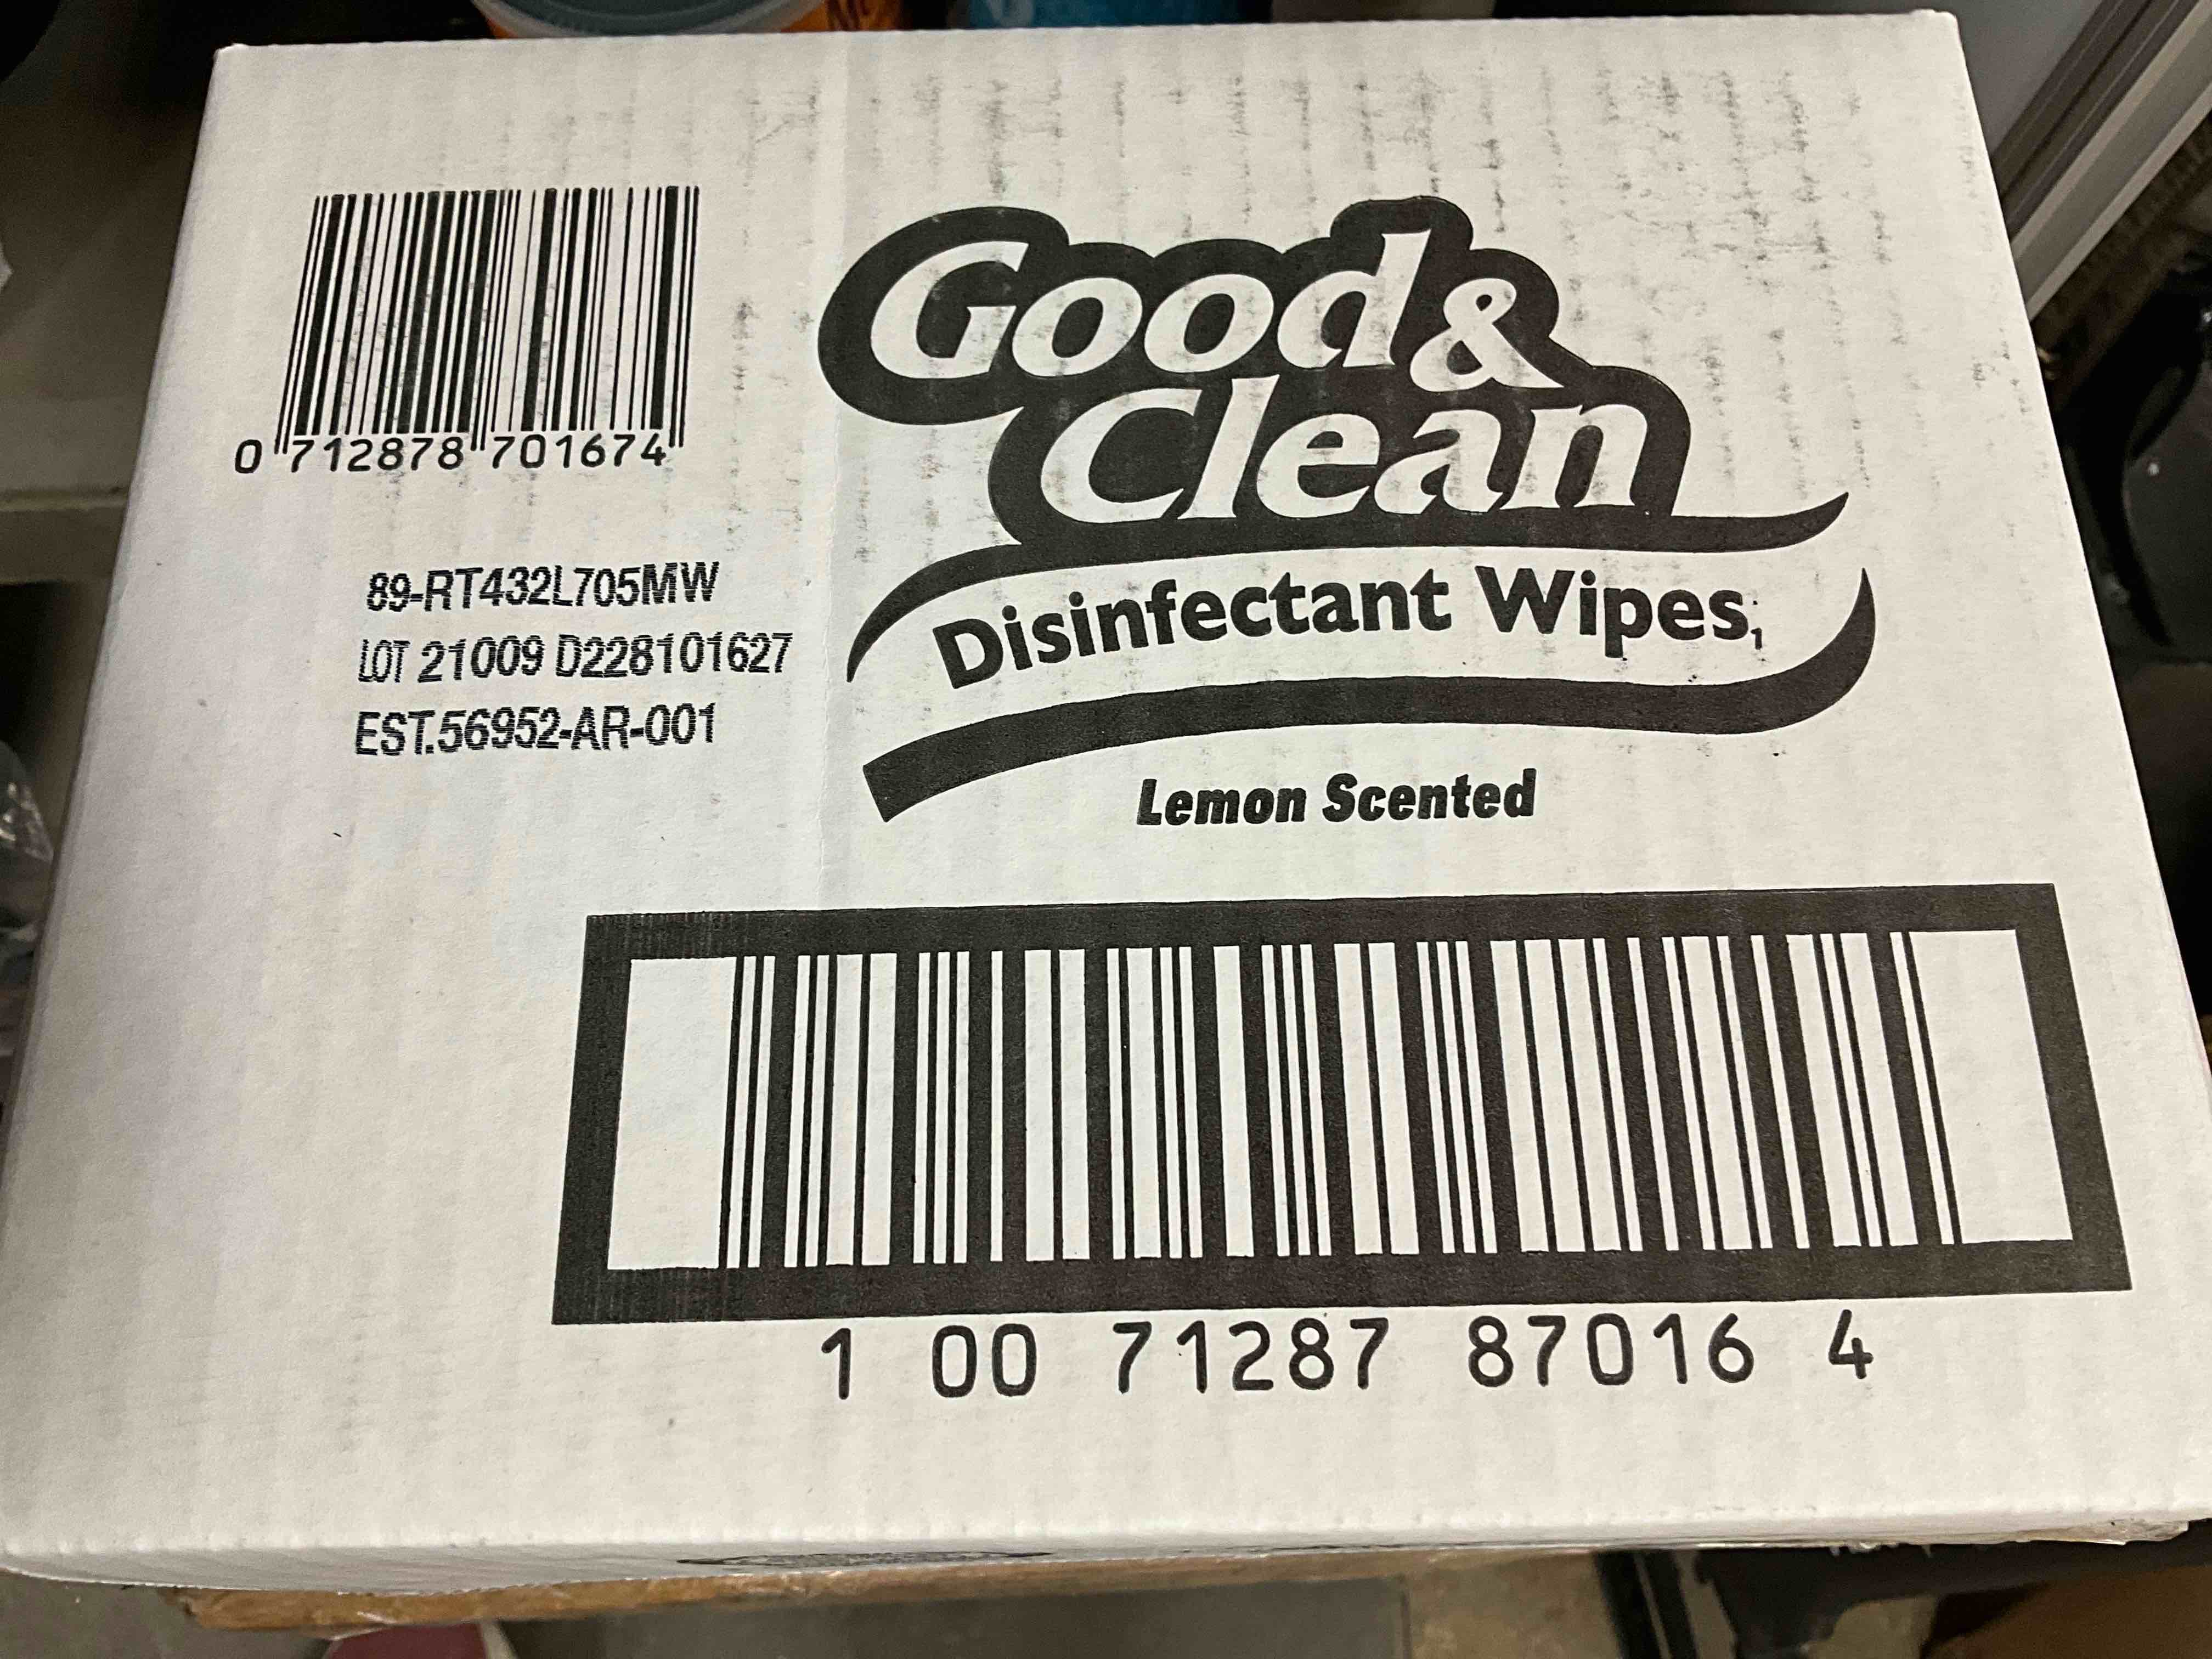 0 712878 701674
89-RT432L705MW
LOT 21009 D228101627
EST.56952-AR-001
Good &
Clean
Disinfectant Wipes
Lemon Scented
1 00 71287 87016 4